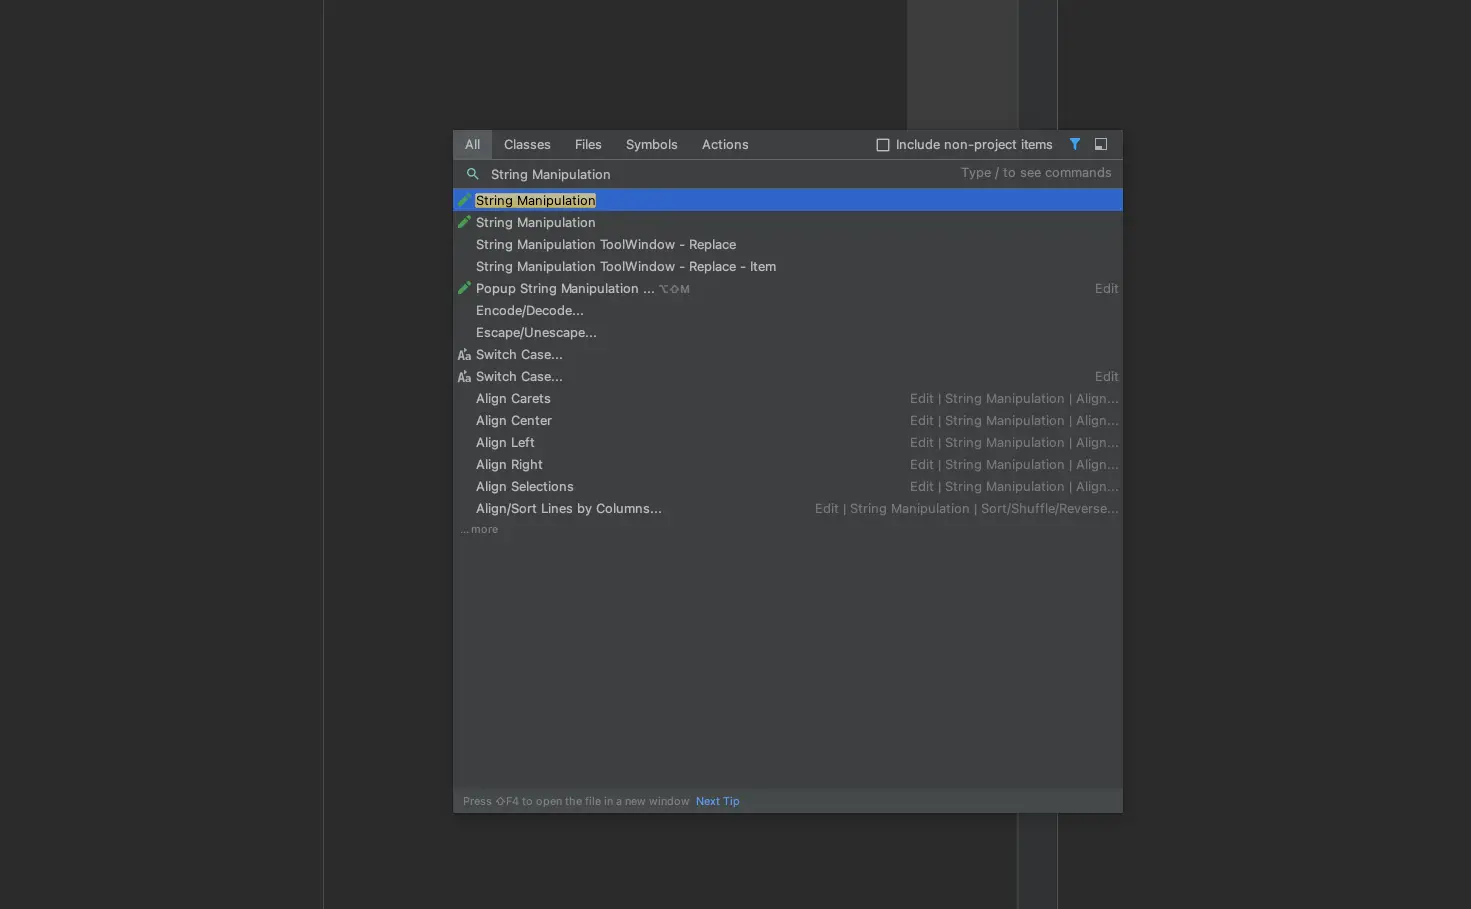 All Classes Files Symbols Actions Include non-project items
String Manipulation Type / to see commands
String Manipulation
String Manipulation
String Manipulation ToolWindow - Replace
String Manipulation ToolWindow - Replace - Item
Popup String Manipulation ... ⌥⇧M Edit
Encode/Decode...
Escape/Unescape...
Switch Case...
Switch Case... Edit
Align Carets Edit | String Manipulation | Align...
Align Center Edit | String Manipulation | Align...
Align Left Edit | String Manipulation | Align...
Align Right Edit | String Manipulation | Align...
Align Selections Edit | String Manipulation | Align...
Align/Sort Lines by Columns... Edit | String Manipulation | Sort/Shuffle/Reverse...
... more
Press ⇧F4 to open the file in a new window Next Tip